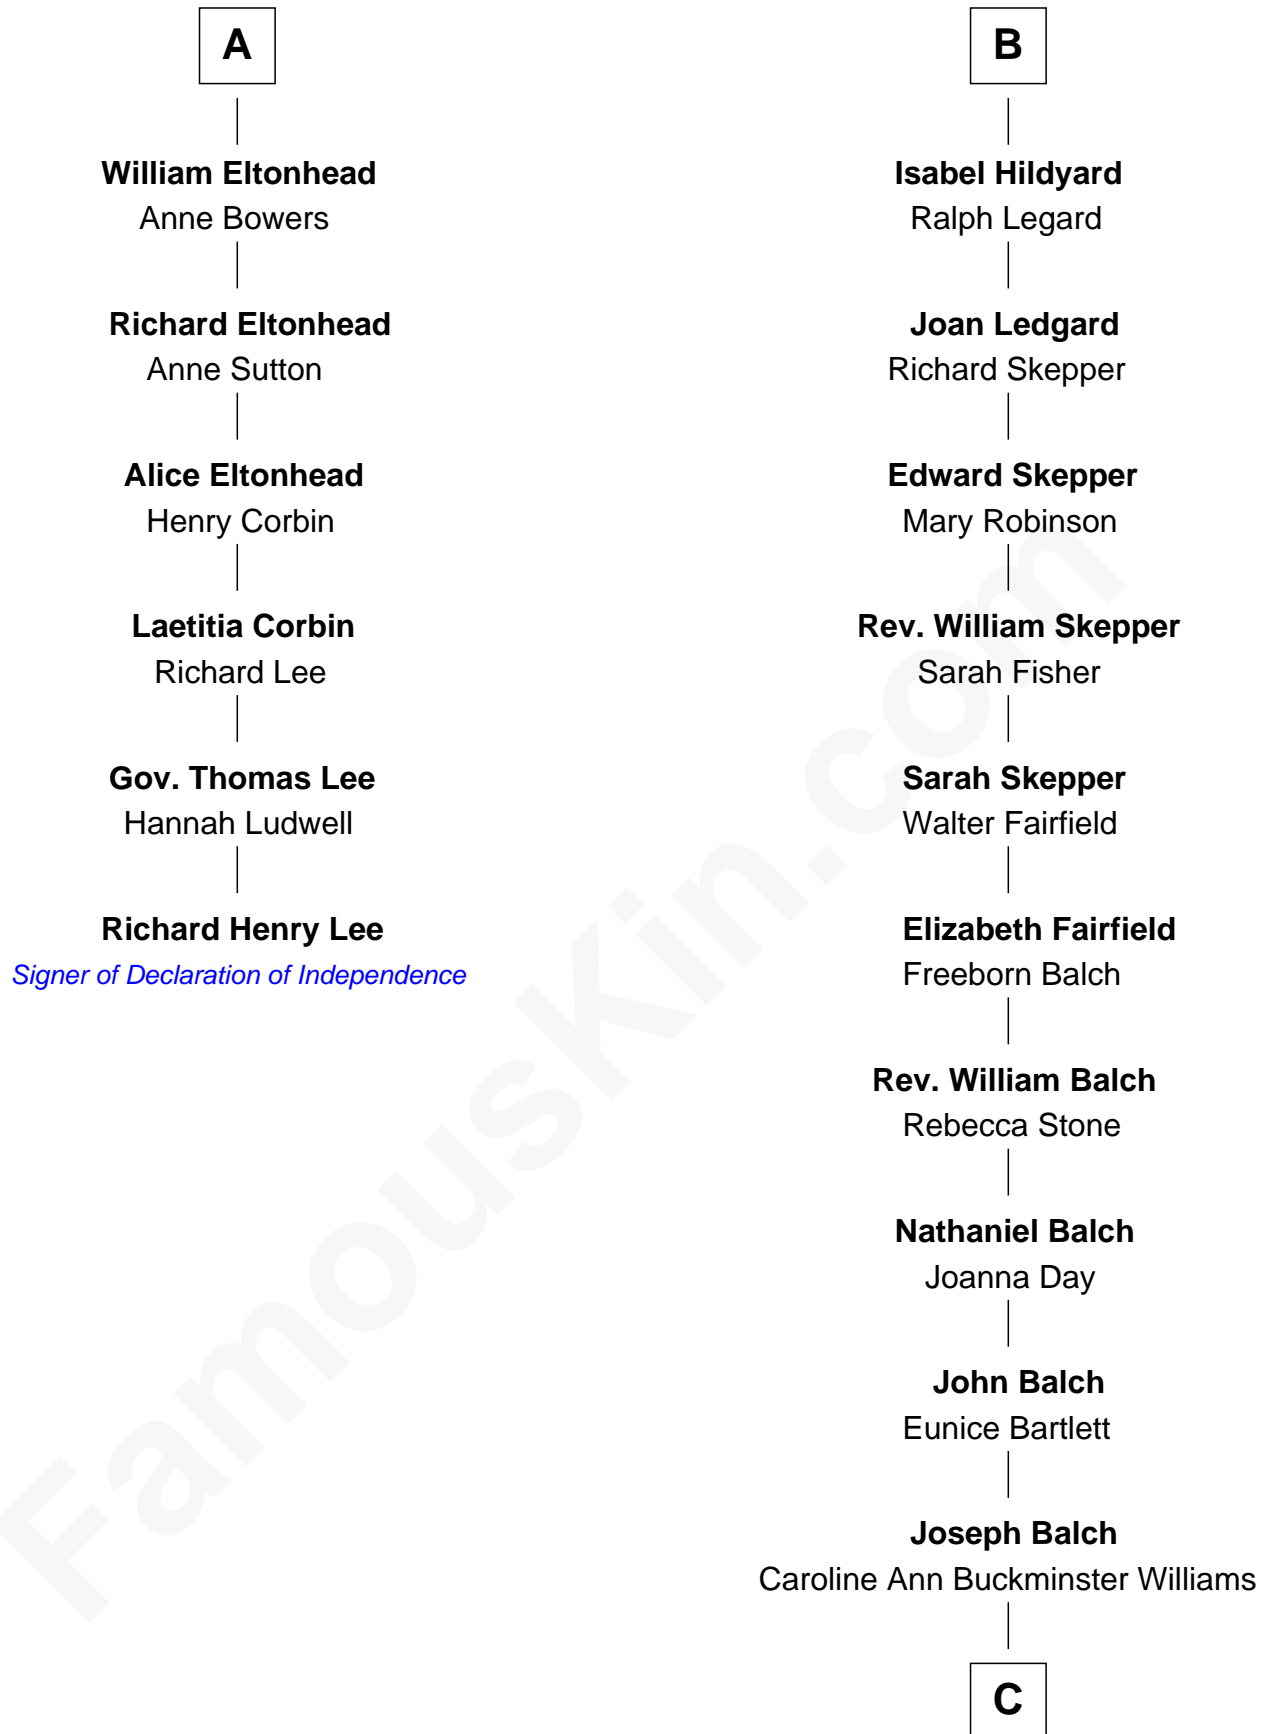 A
William Eltonhead
Anne Bowers
Richard Eltonhead
Anne Sutton
Alice Eltonhead
Henry Corbin
Laetitia Corbin
Richard Lee
Gov. Thomas Lee
Hannah Ludwell
Richard Henry Lee
Signer of Declaration of Independence
B
Isabel Hildyard
Ralph Legard
Joan Ledgard
Richard Skepper
Edward Skepper
Mary Robinson
Rev. William Skepper
Sarah Fisher
Sarah Skepper
Walter Fairfield
Elizabeth Fairfield
Freeborn Balch
Rev. William Balch
Rebecca Stone
Nathaniel Balch
Joanna Day
John Balch
Eunice Bartlett
Joseph Balch
Caroline Ann Buckminster Williams
C
FamousKin.com